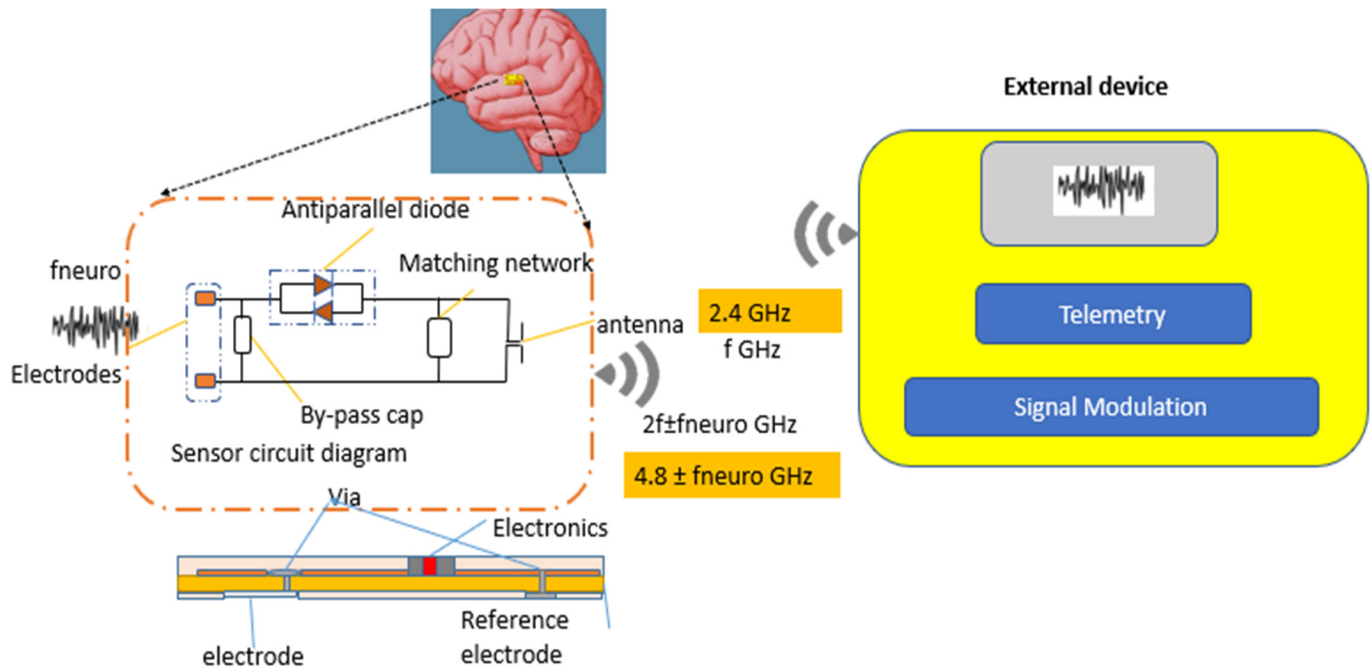 External device
Antiparallel diode
fneuro
Matching network
Electrodes
antenna
2.4 GHz
f GHz
Telemetry
By-pass cap
Signal Modulation
2f±fneuro GHz
Sensor circuit diagram
4.8 ± fneuro GHz
Via
Electronics
electrode
Reference
electrode